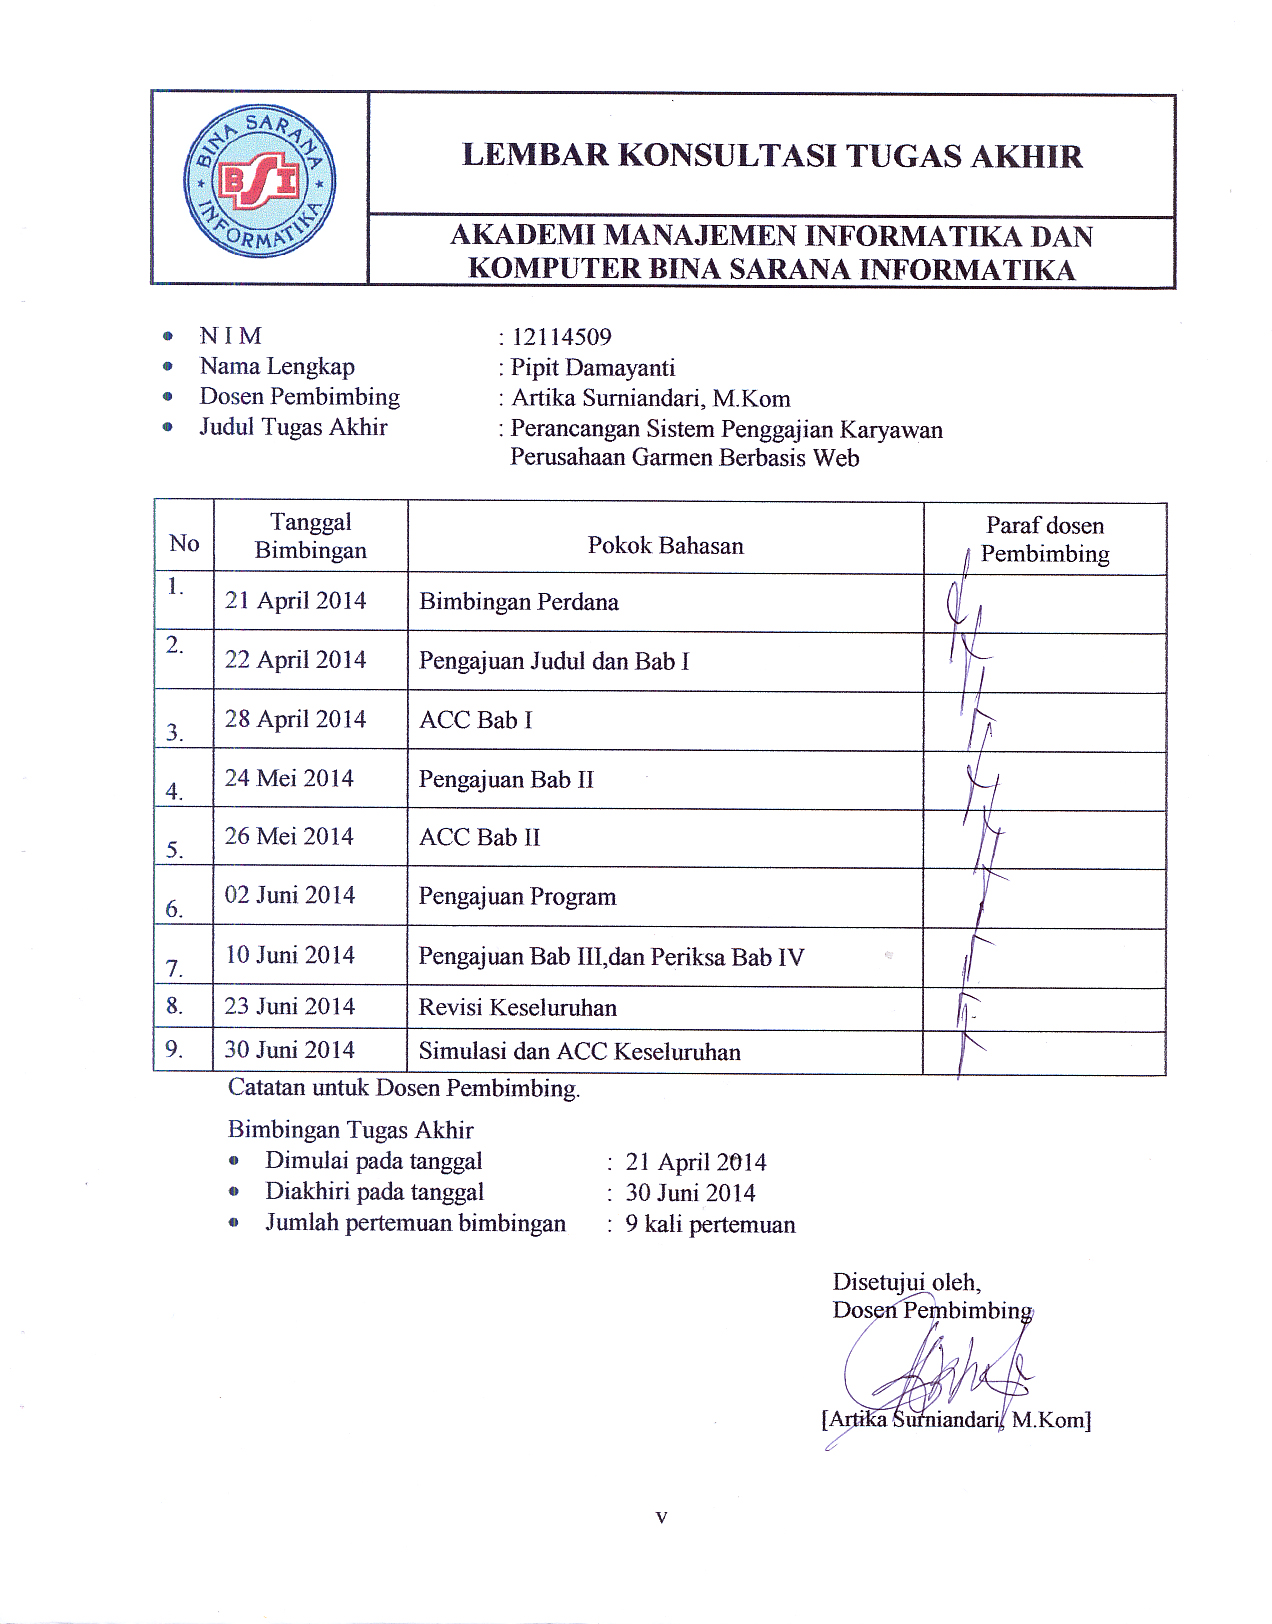 BINA SARANA
BSI
INFORMATIKA
LEMBAR KONSULTASI TUGAS AKHIR
AKADEMI MANAJEMEN INFORMATIKA DAN
KOMPUTER BINA SARANA INFORMATIKA
N I M : 12114509
Nama Lengkap : Pipit Damayanti
Dosen Pembimbing : Artika Surniandari, M.Kom
Judul Tugas Akhir : Perancangan Sistem Penggajian Karyawan
Perusahaan Garmen Berbasis Web
No Tanggal Bimbingan Pokok Bahasan Paraf dosen Pembimbing
1. 21 April 2014 Bimbingan Perdana
2. 22 April 2014 Pengajuan Judul dan Bab I
3. 28 April 2014 ACC Bab I
4. 24 Mei 2014 Pengajuan Bab II
5. 26 Mei 2014 ACC Bab II
6. 02 Juni 2014 Pengajuan Program
7. 10 Juni 2014 Pengajuan Bab III,dan Periksa Bab IV
8. 23 Juni 2014 Revisi Keseluruhan
9. 30 Juni 2014 Simulasi dan ACC Keseluruhan
Catatan untuk Dosen Pembimbing.
Bimbingan Tugas Akhir
Dimulai pada tanggal : 21 April 2014
Diakhiri pada tanggal : 30 Juni 2014
Jumlah pertemuan bimbingan : 9 kali pertemuan
Disetujui oleh,
Dosen Pembimbing
[Artika Surniandari, M.Kom]
v